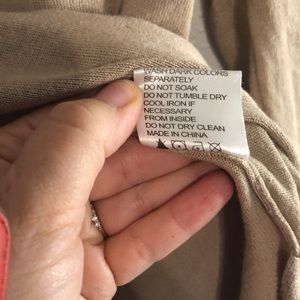 WASH DARK COLORS
SEPARATELY
DO NOT SOAK
DO NOT TUMBLE DRY
COOL IRON IF
NECESSARY
FROM INSIDE
DO NOT DRY CLEAN
MADE IN CHINA